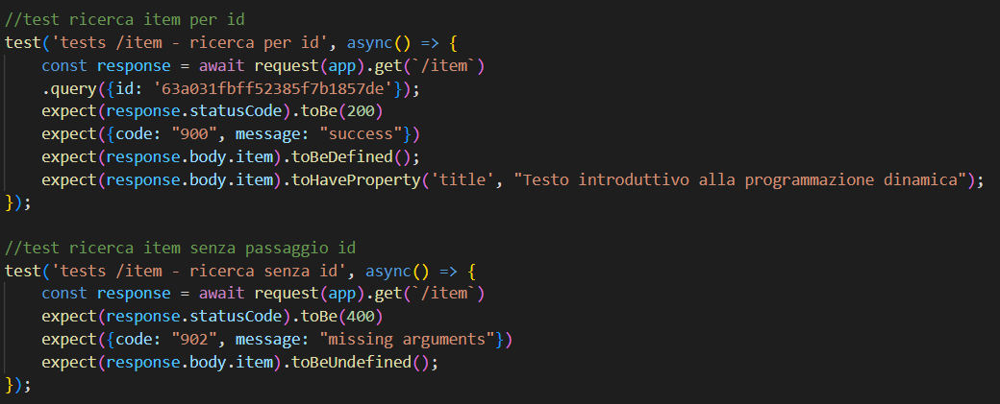 //test ricerca item per id
test('tests /item - ricerca per id', async() => {
    const response = await request(app).get(`/item`)
    .query({id: '63a031fbff52385f7b1857de'});
    expect(response.statusCode).toBe(200)
    expect({code: "900", message: "success"})
    expect(response.body.item).toBeDefined();
    expect(response.body.item).toHaveProperty('title', "Testo introduttivo alla programmazione dinamica");
});

//test ricerca item senza passaggio id
test('tests /item - ricerca senza id', async() => {
    const response = await request(app).get(`/item`)
    expect(response.statusCode).toBe(400)
    expect({code: "902", message: "missing arguments"})
    expect(response.body.item).toBeUndefined();
});